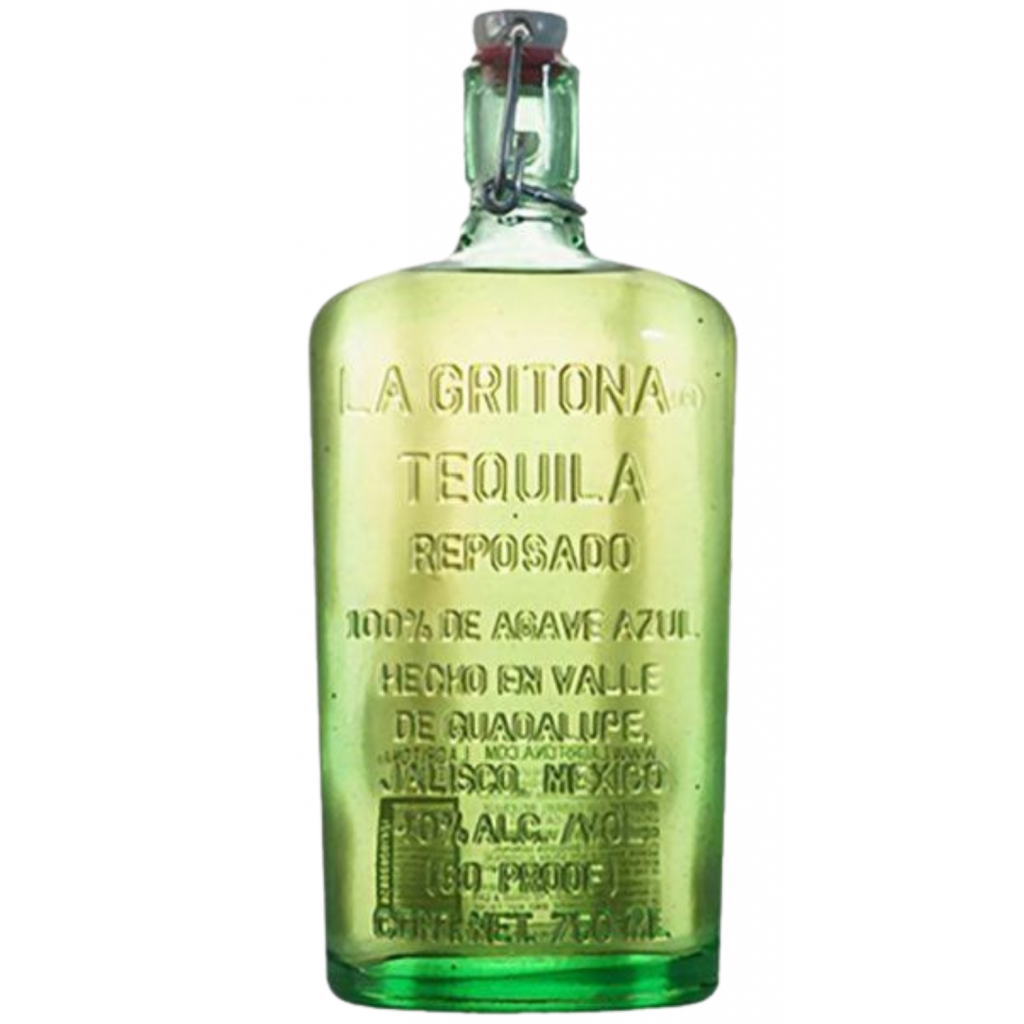 LA GRITONA
TEQUILA
REPOSADO
100% DE AGAVE AZUL
HECHO EN VALLE
DE GUADALUPE,
JALISCO, MEXICO
40% ALC. /VOL.
(80 PROOF)
CONT. NET. 750 ML.